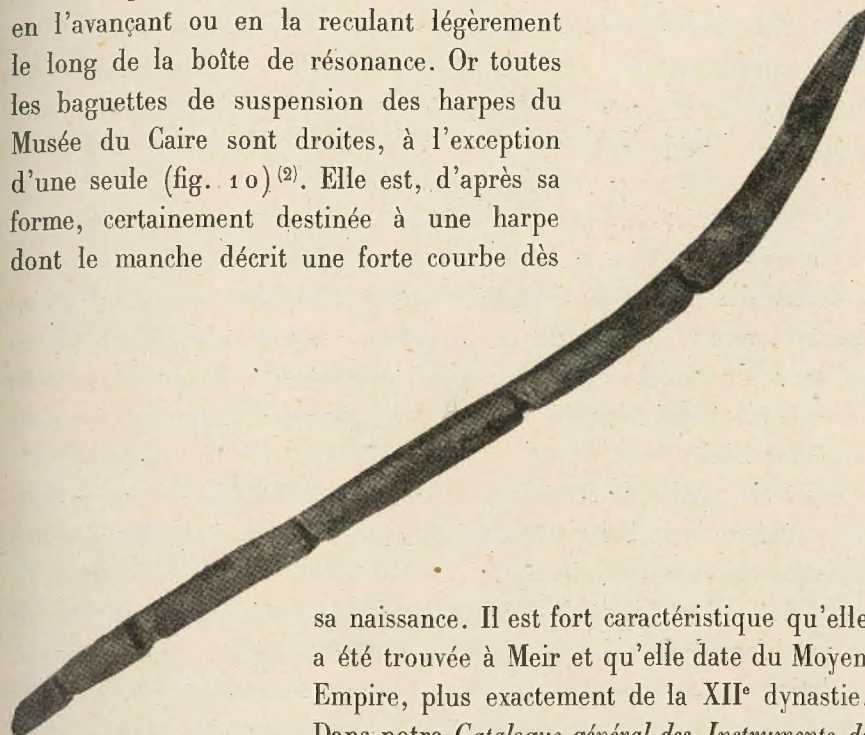 en l'avançant ou en la reculant légèrement
le long de la boîte de résonance. Or toutes
les baguettes de suspension des harpes du
Musée du Caire sont droites, à l'exception
d'une seule (fig. 10)⁽²⁾. Elle est, d'après sa
forme, certainement destinée à une harpe
dont le manche décrit une forte courbe dès
sa naissance. Il est fort caractéristique qu'elle
a été trouvée à Meir et qu'elle date du Moyen
Empire, plus exactement de la XIIᵉ dynastie.
Dans notre Catalogue général des Instruments de